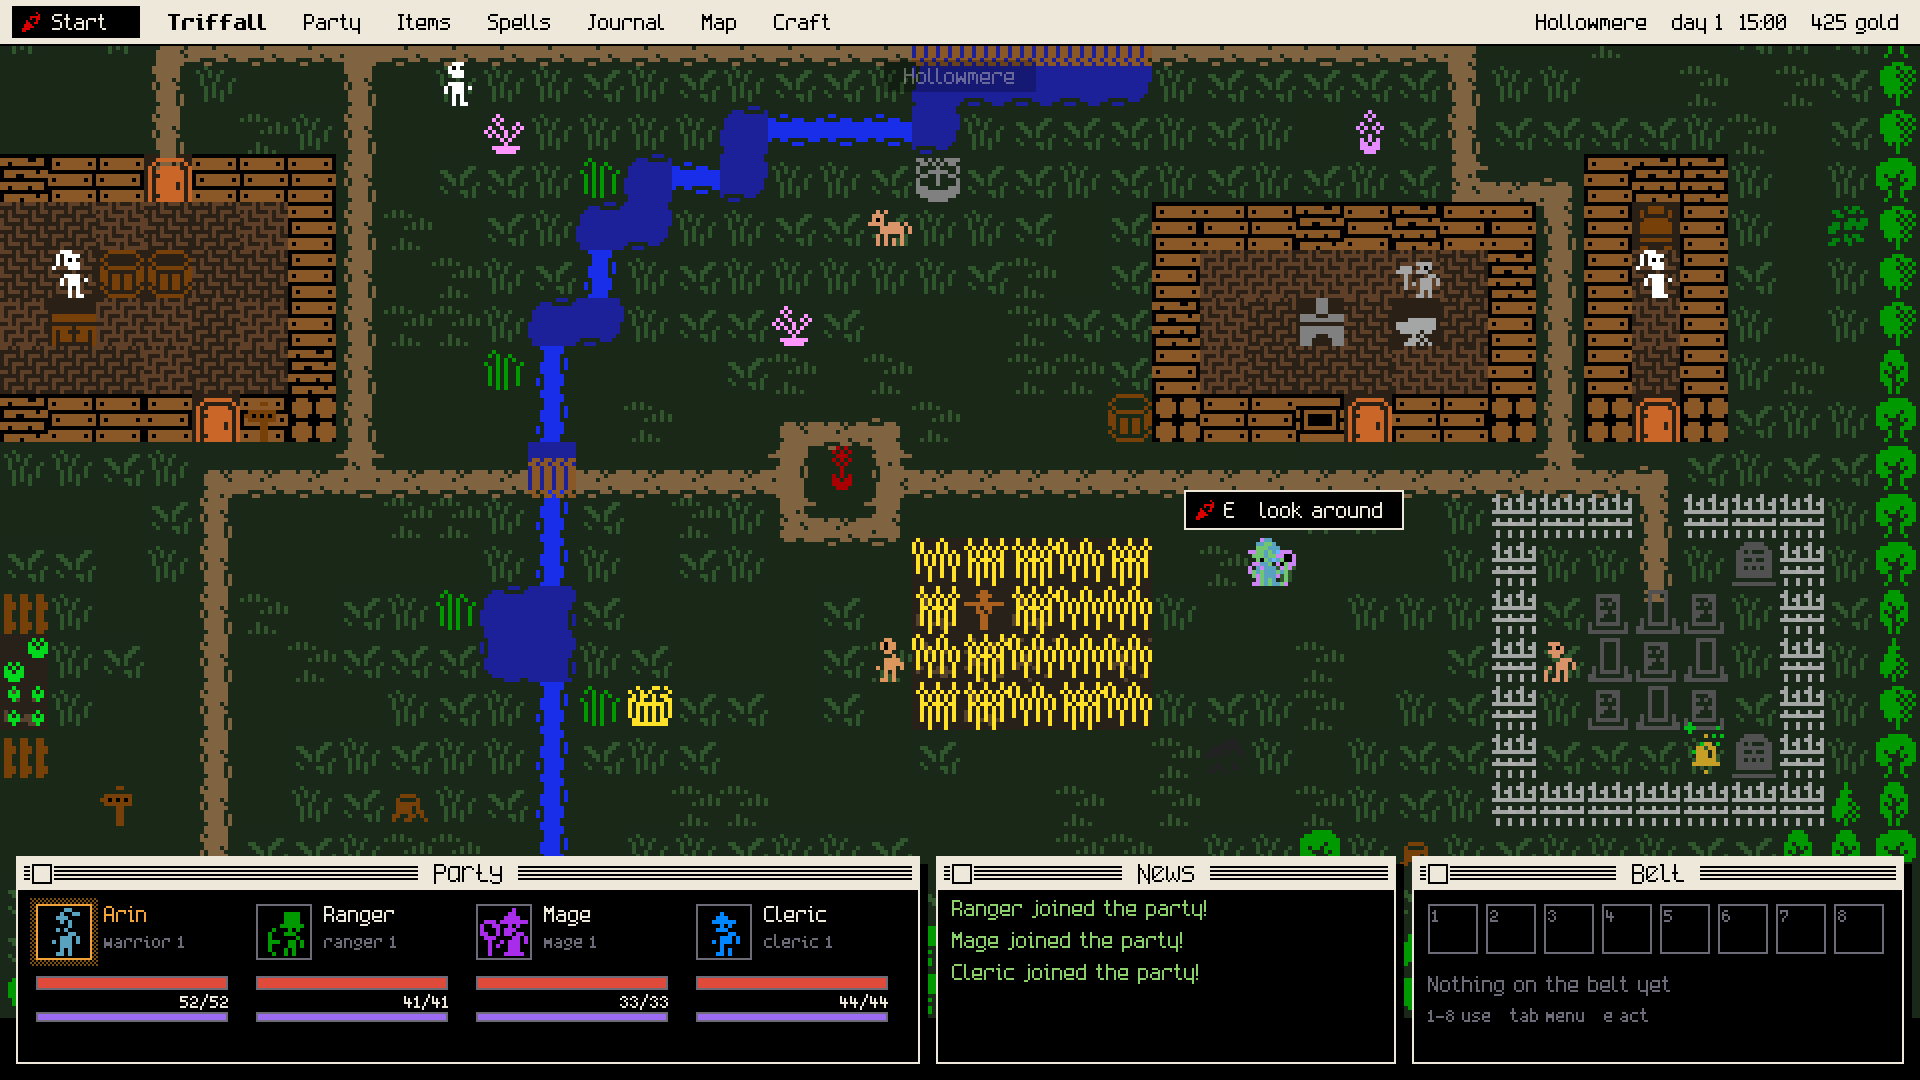 Start Triffall Party Items Spells Journal Map Craft Hollowmere day 1 15:00 425 gold
Hollowmere
E look around
Party
Arin
warrior 1
52/52
Ranger
ranger 1
41/41
Mage
mage 1
33/33
Cleric
cleric 1
44/44
News
Ranger joined the party!
Mage joined the party!
Cleric joined the party!
Belt
1 2 3 4 5 6 7 8
Nothing on the belt yet
1-8 use tab menu e act